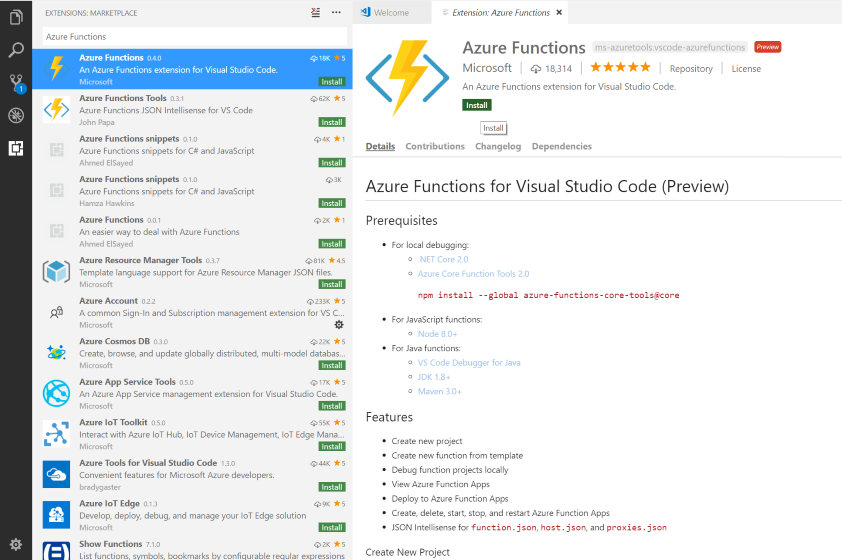 EXTENSIONS: MARKETPLACE
Azure Functions
Azure Functions 0.4.0 18K 5
An Azure Functions extension for Visual Studio Code.
Microsoft Install
Azure Functions Tools 0.3.1 62K 5
Azure Functions JSON Intellisense for VS Code
John Papa Install
Azure Functions snippets 0.1.0 4K 1
Azure Functions snippets for C# and JavaScript
Ahmed ElSayed Install
Azure Functions snippets 0.1.0 3K
Azure Functions snippets for C# and JavaScript
Hamza Hawkins Install
Azure Functions 0.0.1 2K 1
An easier way to deal with Azure Functions
Ahmed ElSayed Install
Azure Resource Manager Tools 0.3.7 81K 4.5
Template language support for Azure Resource Manager JSON files.
Microsoft Install
Azure Account 0.2.2 233K 5
A common Sign-In and Subscription management extension for VS C...
Microsoft
Azure Cosmos DB 0.3.0 22K 5
Create, browse, and update globally distributed, multi-model databas...
Microsoft Install
Azure App Service Tools 0.5.0 17K 5
An Azure App Service management extension for Visual Studio Code.
Microsoft Install
Azure IoT Toolkit 0.5.0 55K 5
Interact with Azure IoT Hub, IoT Device Management, IoT Edge Mana...
Microsoft Install
Azure Tools for Visual Studio Code 1.3.0 44K 5
Convenient features for Microsoft Azure developers.
bradygaster Install
Azure IoT Edge 0.1.3 9K 5
Develop, deploy, debug, and manage your IoT Edge solution
Microsoft Install
Show Functions 7.1.0 2K 5
List functions, symbols, bookmarks by configurable regular expressions
1
Welcome
Extension: Azure Functions
Azure Functions ms-azuretools.vscode-azurefunctions Preview
Microsoft 18,314 Repository License
An Azure Functions extension for Visual Studio Code.
Install
Install
Details Contributions Changelog Dependencies
Azure Functions for Visual Studio Code (Preview)
Prerequisites
For local debugging:
.NET Core 2.0
Azure Core Function Tools 2.0
npm install --global azure-functions-core-tools@core
For JavaScript functions:
Node 8.0+
For Java functions:
VS Code Debugger for Java
JDK 1.8+
Maven 3.0+
Features
Create new project
Create new function from template
Debug function projects locally
View Azure Function Apps
Deploy to Azure Function Apps
Create, delete, start, stop, and restart Azure Function Apps
JSON Intellisense for function.json, host.json, and proxies.json
Create New Project